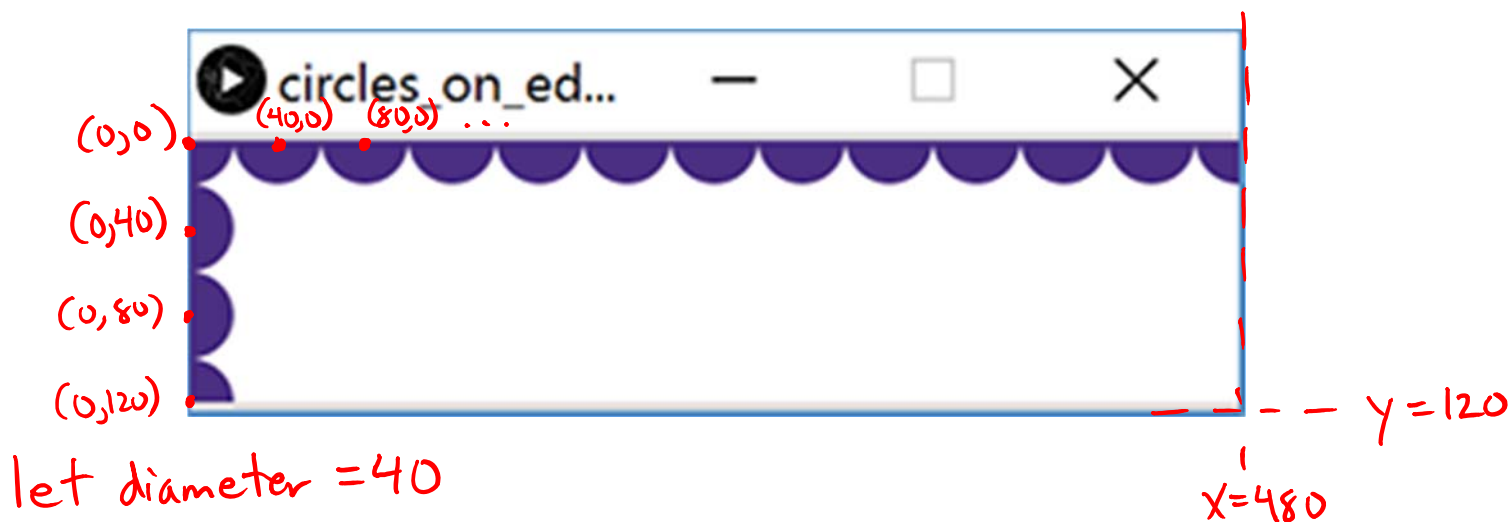 circles_on_ed...
(0,0)
(40,0) (80,0) ...
(0,40)
(0,80)
(0,120)
y=120
let diameter =40
x=480